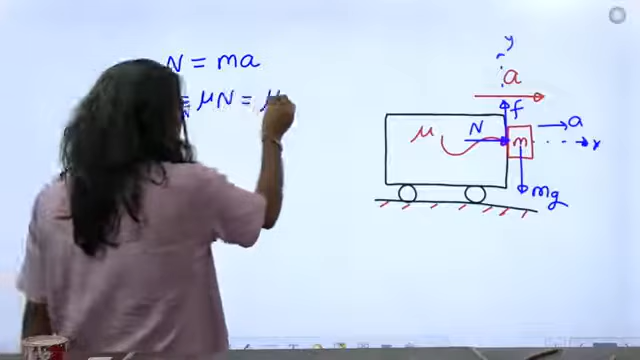 N = ma
= μN = μ
y
a
f
N
μ
m
a
x
mg